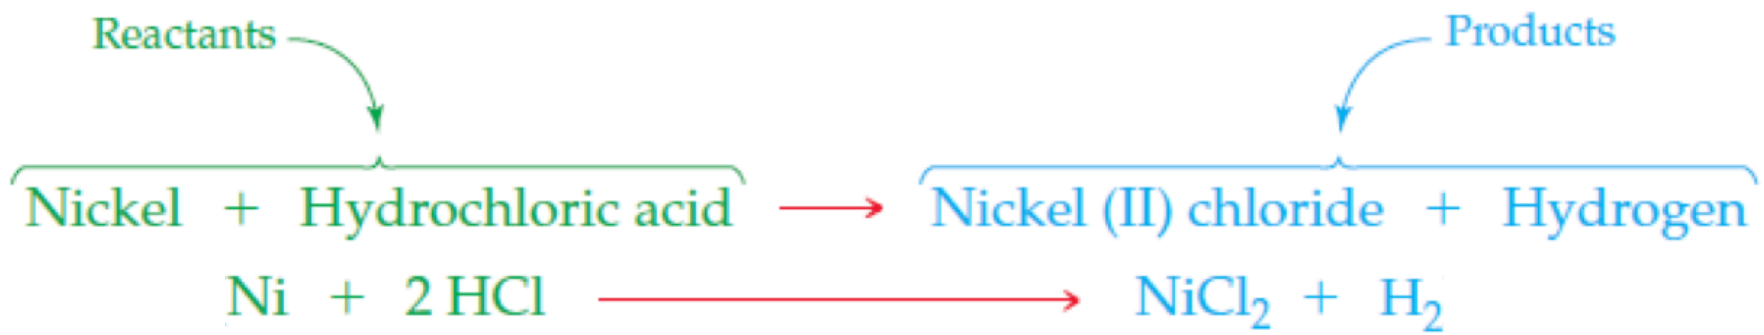 Reactants Products
Nickel + Hydrochloric acid → Nickel (II) chloride + Hydrogen
Ni + 2 HCl → NiCl₂ + H₂